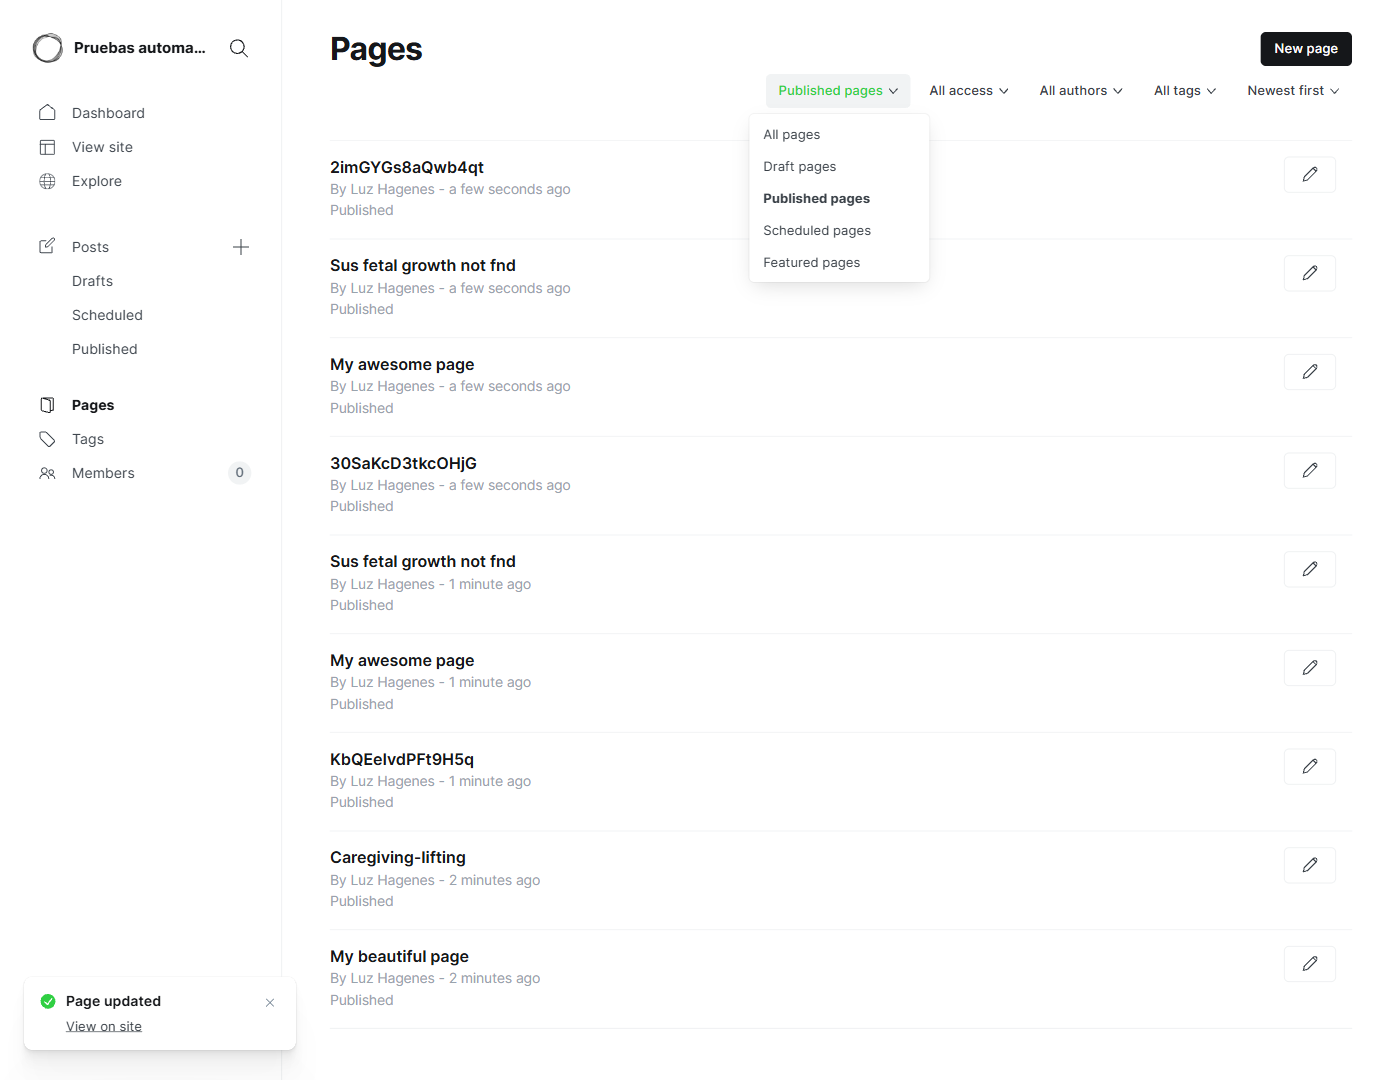 Pruebas automa...
Dashboard
View site
Explore
Posts
Drafts
Scheduled
Published
Pages
Tags
Members 0
Page updated
View on site
Pages
New page
Published pages All access All authors All tags Newest first
All pages
Draft pages
Published pages
Scheduled pages
Featured pages
2imGYGs8aQwb4qt
By Luz Hagenes - a few seconds ago
Published
Sus fetal growth not fnd
By Luz Hagenes - a few seconds ago
Published
My awesome page
By Luz Hagenes - a few seconds ago
Published
30SaKcD3tkcOHjG
By Luz Hagenes - a few seconds ago
Published
Sus fetal growth not fnd
By Luz Hagenes - 1 minute ago
Published
My awesome page
By Luz Hagenes - 1 minute ago
Published
KbQEeIvdPFt9H5q
By Luz Hagenes - 1 minute ago
Published
Caregiving-lifting
By Luz Hagenes - 2 minutes ago
Published
My beautiful page
By Luz Hagenes - 2 minutes ago
Published